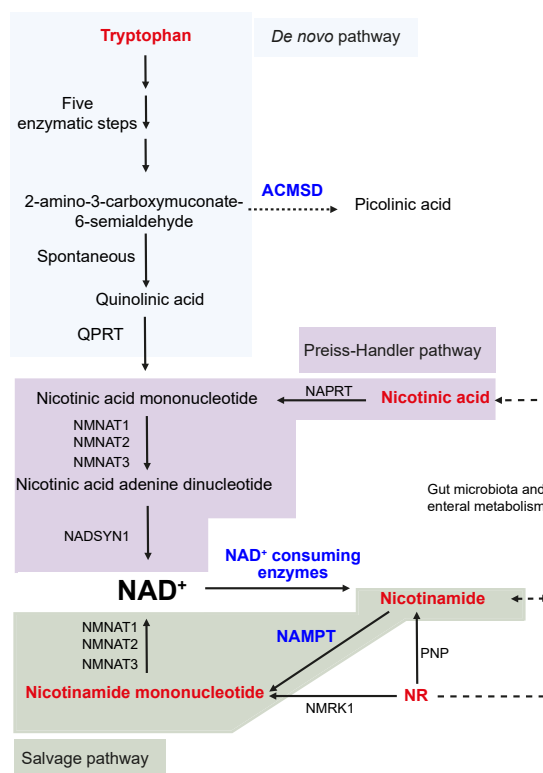 Tryptophan
De novo pathway
Five
enzymatic steps
ACMSD
2-amino-3-carboxymuconate-
6-semialdehyde
Picolinic acid
Spontaneous
Quinolinic acid
QPRT
Preiss-Handler pathway
Nicotinic acid mononucleotide
NAPRT
Nicotinic acid
NMNAT1
NMNAT2
NMNAT3
Nicotinic acid adenine dinucleotide
Gut microbiota and
enteral metabolism
NADSYN1
NAD⁺ consuming
enzymes
NAD⁺
Nicotinamide
NMNAT1
NMNAT2
NMNAT3
NAMPT
PNP
Nicotinamide mononucleotide
NMRK1
NR
Salvage pathway